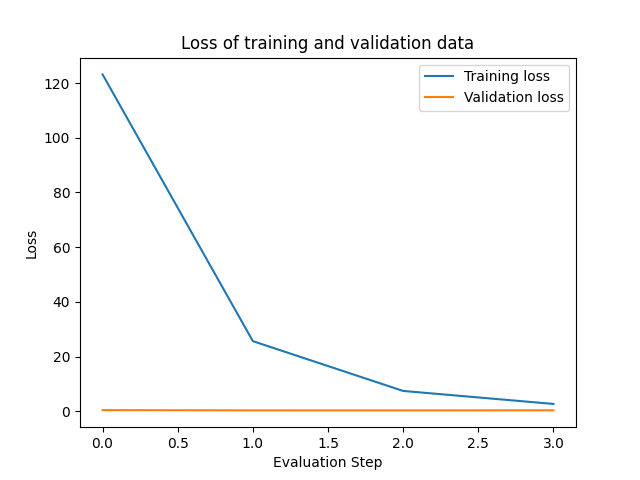 Loss of training and validation data
Training loss
Validation loss
120
100
80
60
40
20
0
Loss
0.0 0.5 1.0 1.5 2.0 2.5 3.0
Evaluation Step